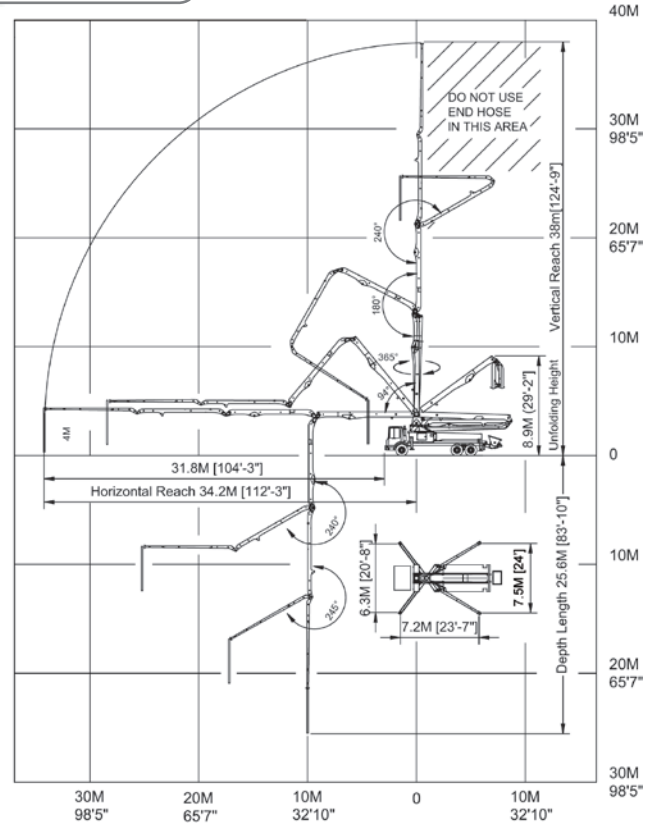 40M
DO NOT USE
END HOSE
IN THIS AREA
30M
98'5"
Vertical Reach 38m[124'-9"]
240°
20M
65'7"
180°
365°
94°
10M
8.9M (29'-2")
Unfolding Height
4M
0
31.8M [104'-3"]
Horizontal Reach 34.2M [112'-3"]
240°
6.3M [20'-8"]
7.5M [24']
7.2M [23'-7"]
10M
245°
Depth Length 25.6M [83'-10"]
20M
65'7"
30M
98'5"
30M
98'5"
20M
65'7"
10M
32'10"
0
10M
32'10"